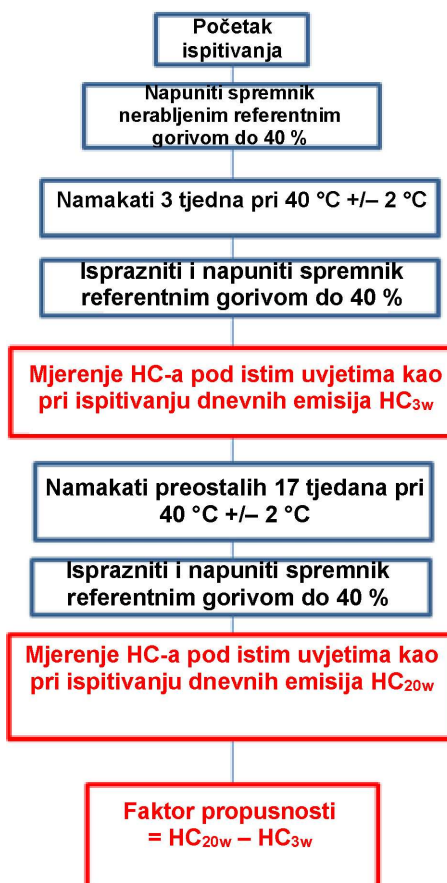 Početak
ispitivanja
Napuniti spremnik
nerabljenim referentnim
gorivom do 40 %
Namakati 3 tjedna pri 40 °C +/– 2 °C
Isprazniti i napuniti spremnik
referentnim gorivom do 40 %
Mjerenje HC-a pod istim uvjetima kao
pri ispitivanju dnevnih emisija HC3w
Namakati preostalih 17 tjedana pri
40 °C +/– 2 °C
Isprazniti i napuniti spremnik
referentnim gorivom do 40 %
Mjerenje HC-a pod istim uvjetima kao
pri ispitivanju dnevnih emisija HC20w
Faktor propusnosti
= HC20w – HC3w